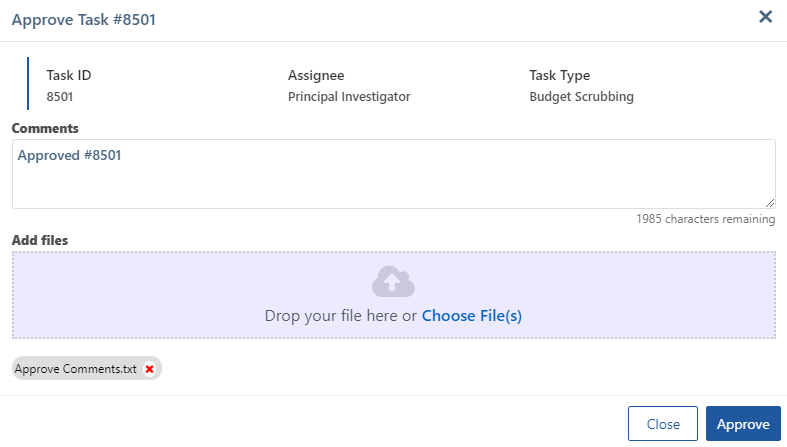 Approve Task #8501
Task ID
Assignee
Task Type
8501
Principal Investigator
Budget Scrubbing
Comments
Approved #8501
1985 characters remaining
Add files
Drop your file here or Choose File(s)
Approve Comments.txt
Close
Approve